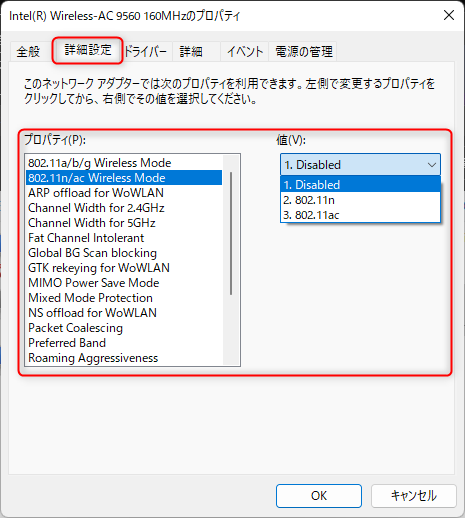 Intel(R) Wireless-AC 9560 160MHzのプロパティ
全般 詳細設定 ドライバー 詳細 イベント 電源の管理
このネットワーク アダプターでは次のプロパティを利用できます。左側で変更するプロパティを
クリックしてから、右側でその値を選択してください。
プロパティ(P):
802.11a/b/g Wireless Mode
802.11n/ac Wireless Mode
ARP offload for WoWLAN
Channel Width for 2.4GHz
Channel Width for 5GHz
Fat Channel Intolerant
Global BG Scan blocking
GTK rekeying for WoWLAN
MIMO Power Save Mode
Mixed Mode Protection
NS offload for WoWLAN
Packet Coalescing
Preferred Band
Roaming Aggressiveness
値(V):
1. Disabled
1. Disabled
2. 802.11n
3. 802.11ac
OK キャンセル